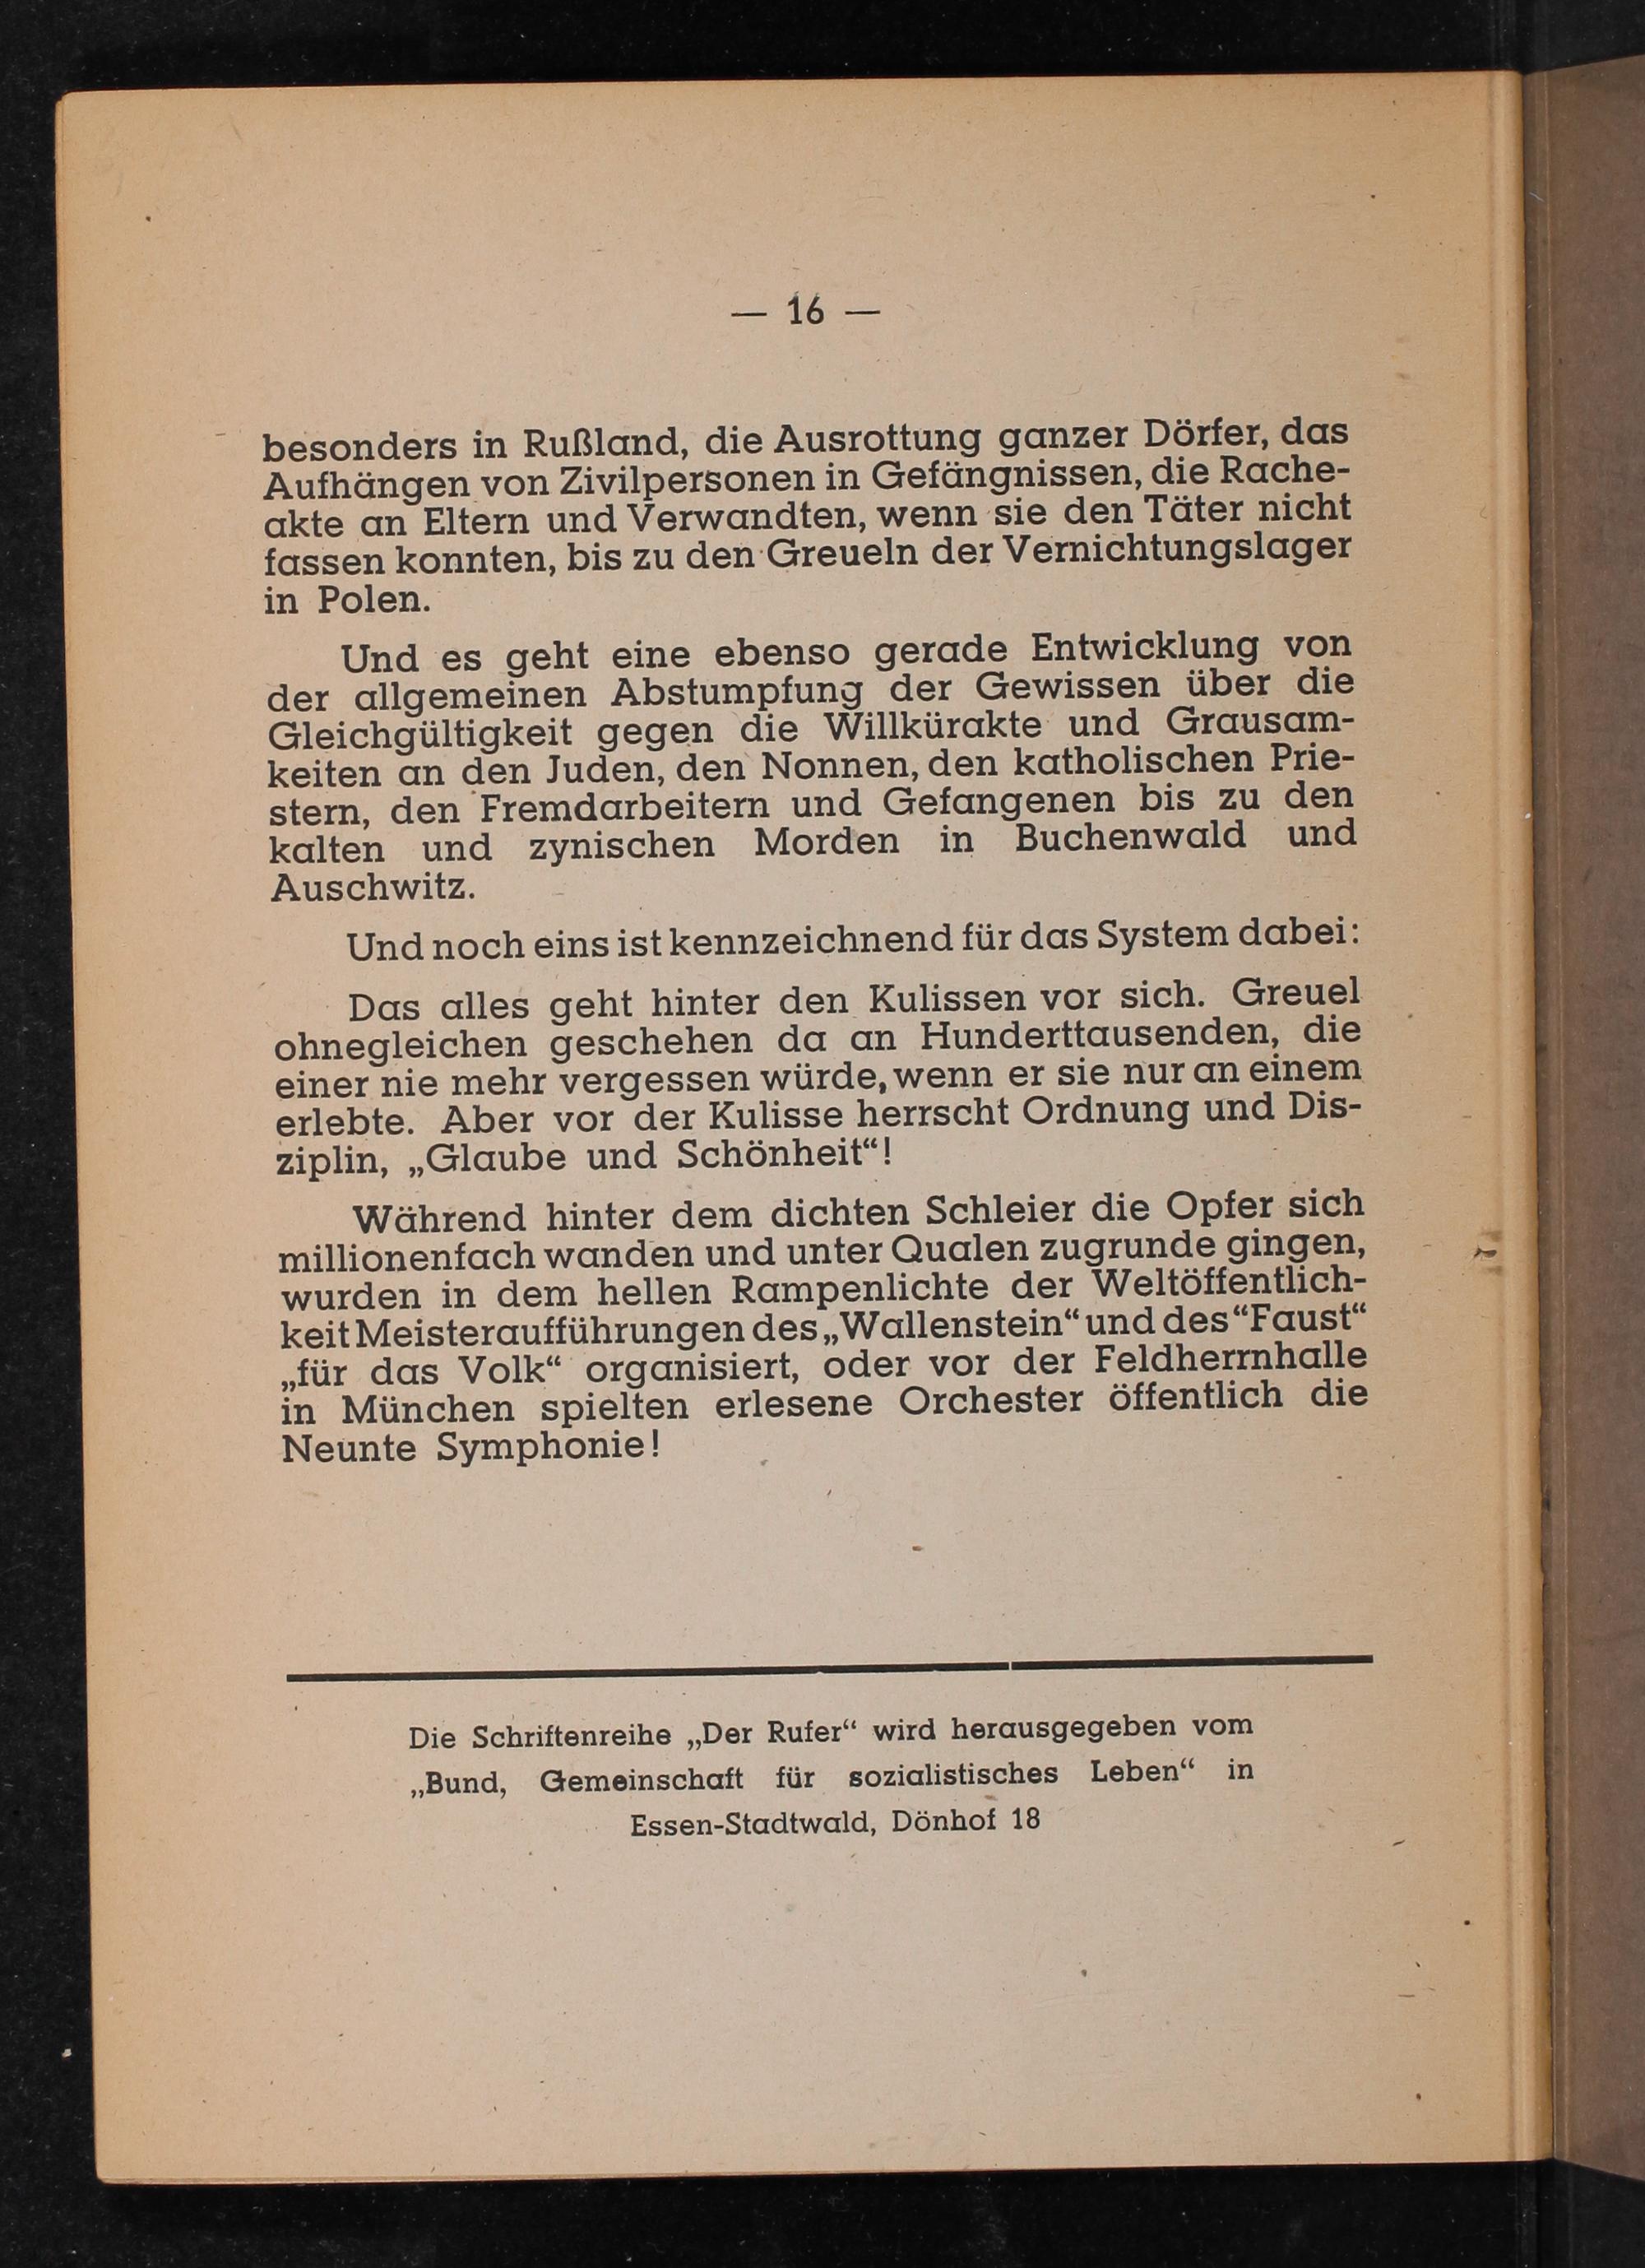 — 16 —
besonders in Rußland, die Ausrottung ganzer Dörfer, das
Aufhängen von Zivilpersonen in Gefängnissen, die Rache-
akte an Eltern und Verwandten, wenn sie den Täter nicht
fassen konnten, bis zu den Greueln der Vernichtungslager
in Polen.
Und es geht eine ebenso gerade Entwicklung von
der allgemeinen Abstumpfung der Gewissen über die
Gleichgültigkeit gegen die Willkürakte und Grausam-
keiten an den Juden, den Nonnen, den katholischen Prie-
stern, den Fremdarbeitern und Gefangenen bis zu den
kalten und zynischen Morden in Buchenwald und
Auschwitz.
Und noch eins ist kennzeichnend für das System dabei:
Das alles geht hinter den Kulissen vor sich. Greuel
ohnegleichen geschehen da an Hunderttausenden, die
einer nie mehr vergessen würde, wenn er sie nur an einem
erlebte. Aber vor der Kulisse herrscht Ordnung und Dis-
ziplin, „Glaube und Schönheit“!
Während hinter dem dichten Schleier die Opfer sich
millionenfach wanden und unter Qualen zugrunde gingen,
wurden in dem hellen Rampenlichte der Weltöffentlich-
keit Meisteraufführungen des „Wallenstein“ und des “Faust“
„für das Volk“ organisiert, oder vor der Feldherrnhalle
in München spielten erlesene Orchester öffentlich die
Neunte Symphonie!
Die Schriftenreihe „Der Rufer“ wird herausgegeben vom
„Bund, Gemeinschaft für sozialistisches Leben“ in
Essen-Stadtwald, Dönhof 18